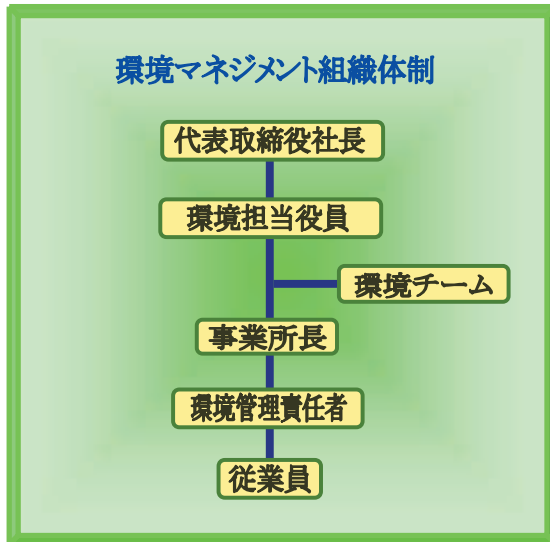 環境マネジメント組織体制
代表取締役社長
環境担当役員
環境チーム
事業所長
環境管理責任者
従業員